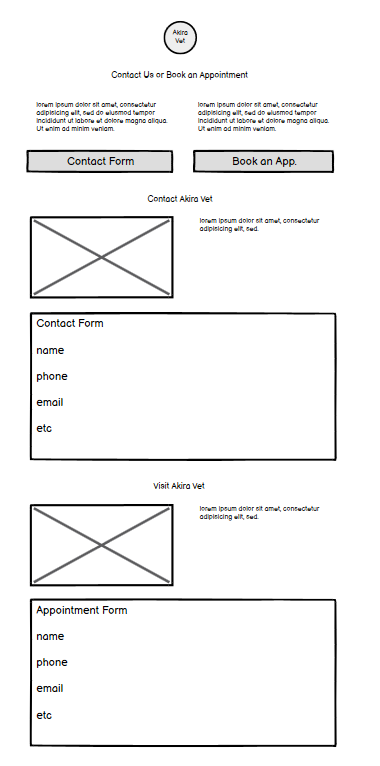 Akira
Vet
Contact Us or Book an Appointment
lorem ipsum dolor sit amet, consectetur
adipisicing elit, sed do eiusmod tempor
incididunt ut labore et dolore magna aliqua.
Ut enim ad minim veniam.
lorem ipsum dolor sit amet, consectetur
adipisicing elit, sed do eiusmod tempor
incididunt ut labore et dolore magna aliqua.
Ut enim ad minim veniam.
Contact Form
Book an App.
Contact Akira Vet
lorem ipsum dolor sit amet, consectetur
adipisicing elit, sed.
Contact Form
name
phone
email
etc
Visit Akira Vet
lorem ipsum dolor sit amet, consectetur
adipisicing elit, sed.
Appointment Form
name
phone
email
etc